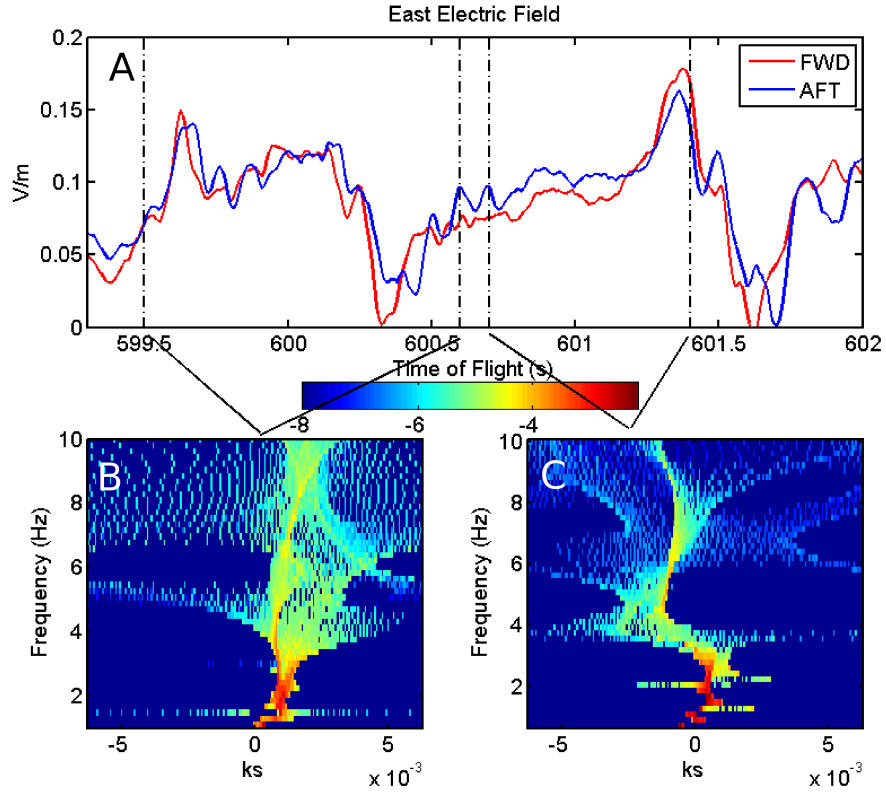 East Electric Field
A
FWD
AFT
V/m
0.2
0.15
0.1
0.05
0
599.5 600 600.5 601 601.5 602
Time of Flight (s)
-8 -6 -4
B
Frequency (Hz)
10
8
6
4
2
-5 0 5
ks
x 10⁻³
C
Frequency (Hz)
10
8
6
4
2
-5 0 5
ks
x 10⁻³